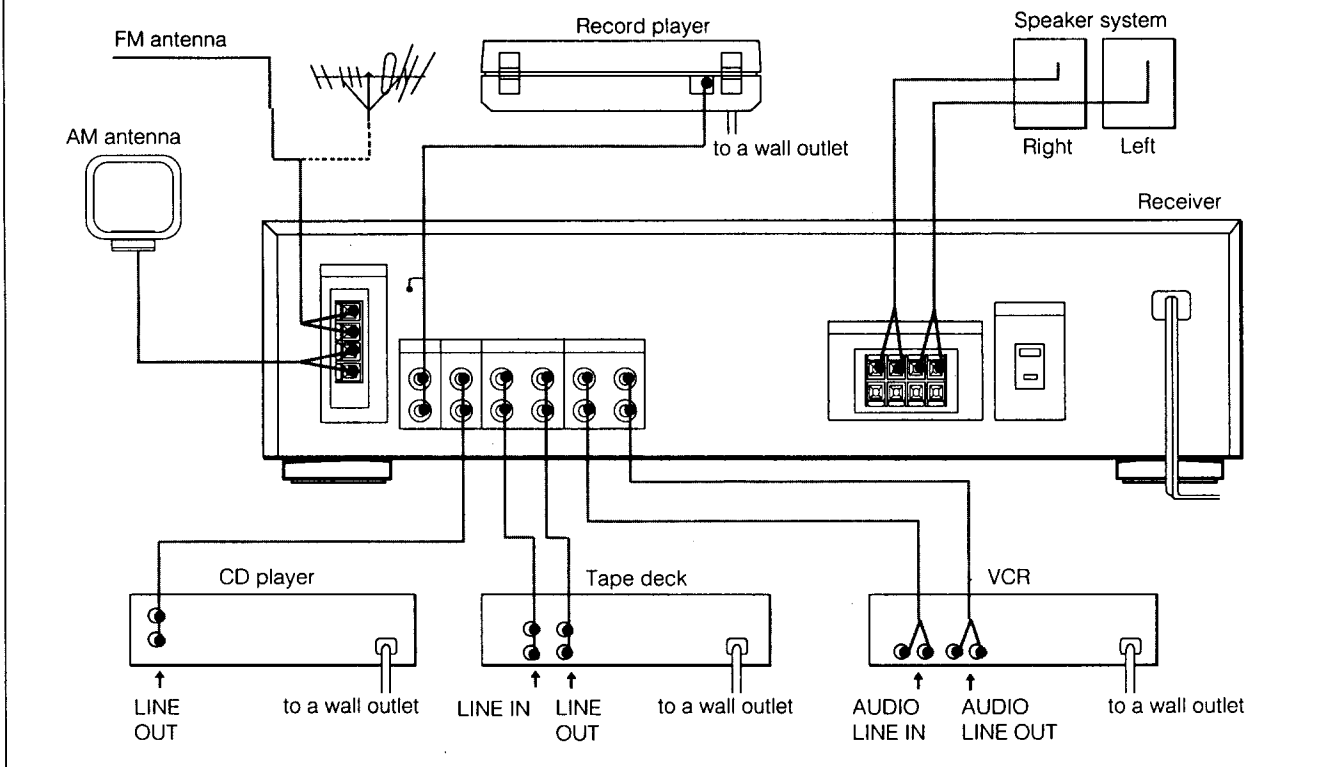 Record player
Speaker system
FM antenna
AM antenna
to a wall outlet
Right
Left
Receiver
CD player
Tape deck
VCR
LINE
OUT
to a wall outlet
LINE IN
LINE
OUT
to a wall outlet
AUDIO
LINE IN
AUDIO
LINE OUT
to a wall outlet